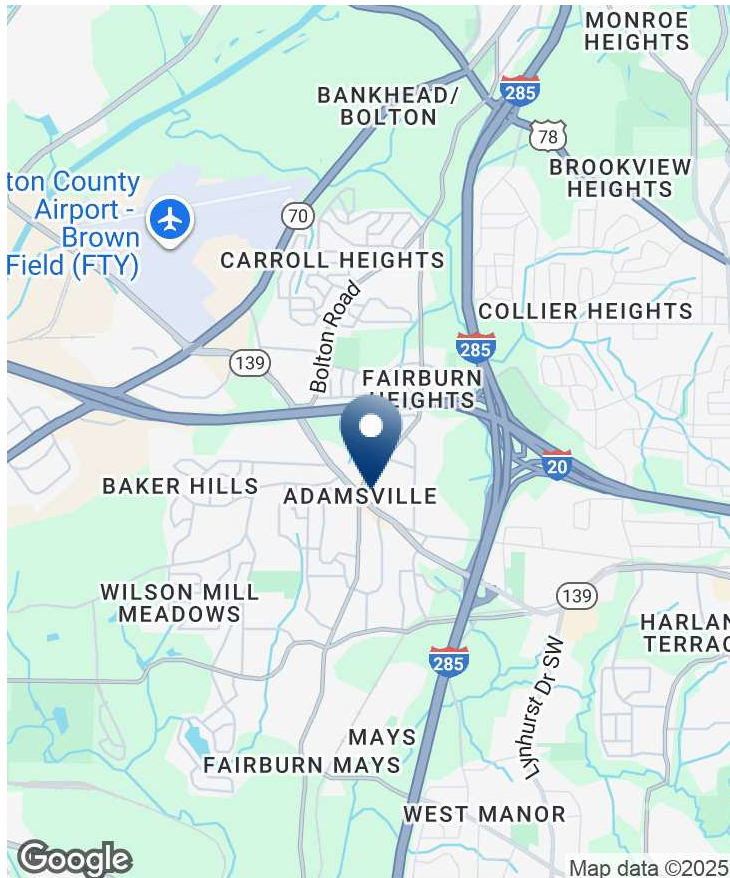 MONROE
HEIGHTS
285
BANKHEAD/
BOLTON
78
BROOKVIEW
HEIGHTS
ton County
Airport -
Brown
Field (FTY)
70
CARROLL HEIGHTS
Bolton Road
COLLIER HEIGHTS
285
139
FAIRBURN
HEIGHTS
20
BAKER HILLS
ADAMSVILLE
WILSON MILL
MEADOWS
139
HARLAN
TERRAC
285
Lynhurst Dr SW
MAYS
FAIRBURN MAYS
WEST MANOR
Google
Map data ©2025